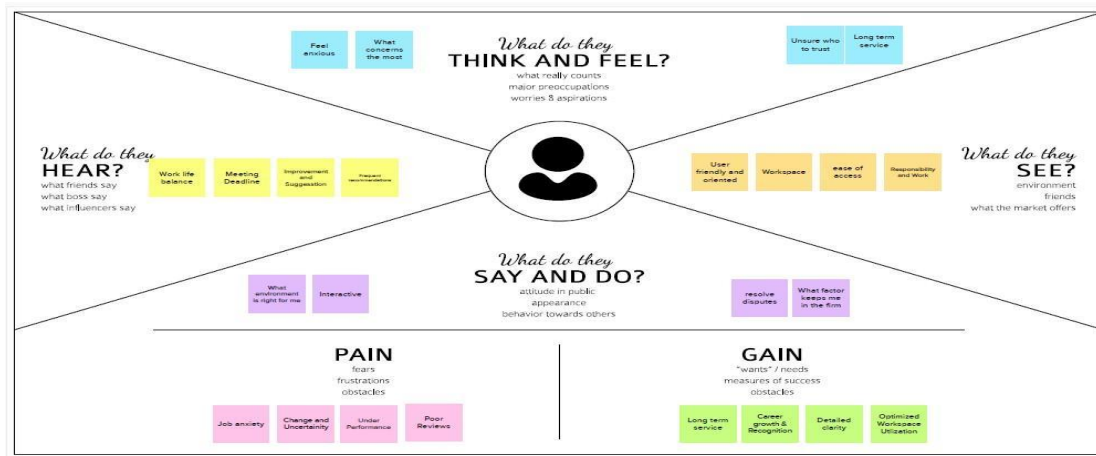 Feel
anxious
What
concerns
the most
What do they
THINK AND FEEL?
what really counts
major preoccupations
worries & aspirations
Unsure who
to trust
Long term
service
What do they
HEAR?
what friends say
what boss say
what influencers say
Work life
balance
Meeting
Deadline
Improvement
and
Suggesstion
Frequent
recommendations
User
friendly and
oriented
Workspace
ease of
access
Responsibility
and Work
What do they
SEE?
environment
friends
what the market offers
What
environment
is right for me
Interactive
What do they
SAY AND DO?
attitude in public
appearance
behavior towards others
resolve
disputes
What factor
keeps me
in the firm
PAIN
fears
frustrations
obstacles
Job anxiety
Change and
Uncertainity
Under
Performance
Poor
Reviews
GAIN
"wants" / needs
measures of success
obstacles
Long term
service
Career
growth &
Recognition
Detailed
clarity
Optimized
Workspace
Utlization